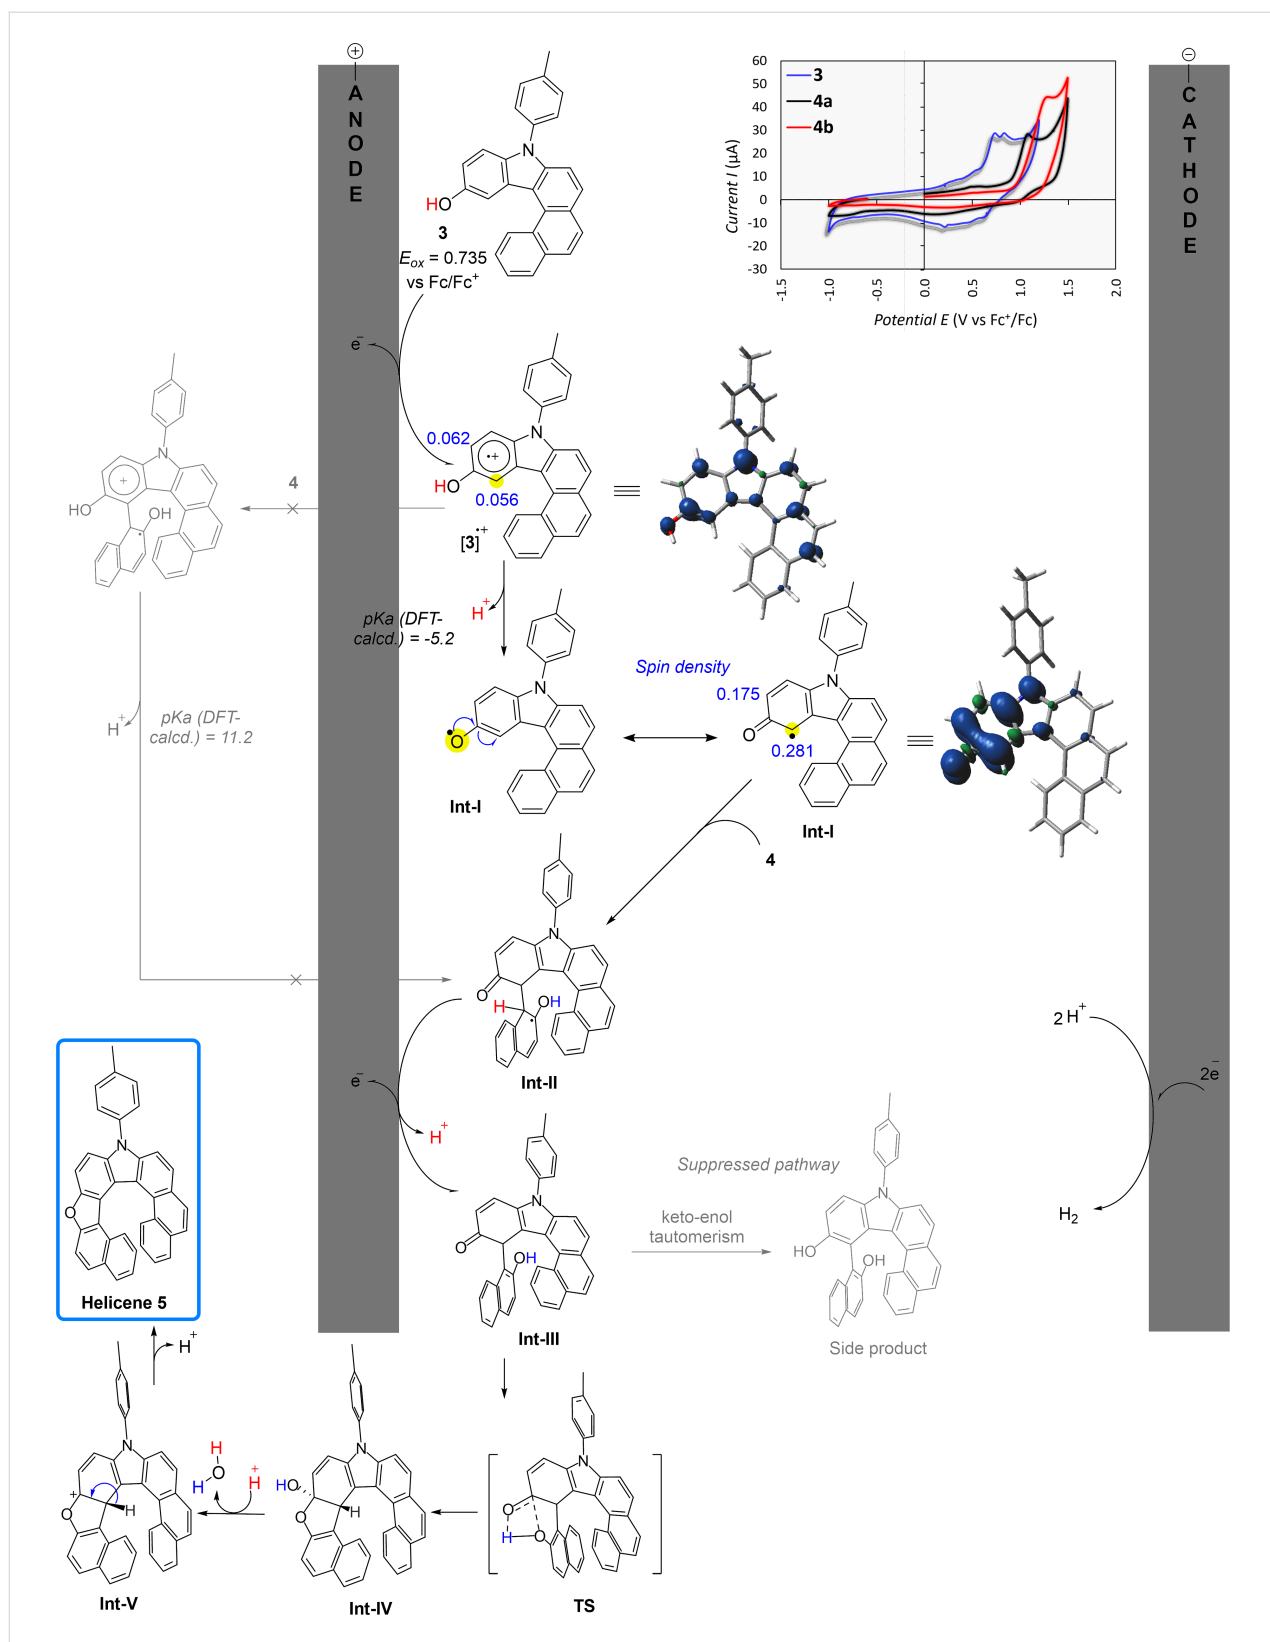 ⊕
A
N
O
D
E
⊖
C
A
T
H
O
D
E
N
HO
3
E_ox = 0.735
vs Fc/Fc⁺
60
50
40
30
20
10
0
-10
-20
-30
3
4a
4b
Current I (µA)
-1.5
-1.0
-0.5
0.0
0.5
1.0
1.5
2.0
Potential E (V vs Fc⁺/Fc)
e⁻
N
0.062
•+
HO
0.056
[3]•+
N
+
HO
OH
4
H⁺
pKa (DFT-
calcd.) = -5.2
N
O
Int-I
Spin density
0.175
N
O
0.281
Int-I
H⁺
pKa (DFT-
calcd.) = 11.2
4
N
O
H
OH
Int-II
e⁻
H⁺
2 H⁺
2e⁻
H₂
N
O
Helicene 5
N
O
OH
Int-III
Suppressed pathway
keto-enol
tautomerism
N
HO
OH
Side product
H⁺
N
+
O
H
Int-V
H
H
O
H⁺
N
HO
O
H
Int-IV
N
O
H
O
TS